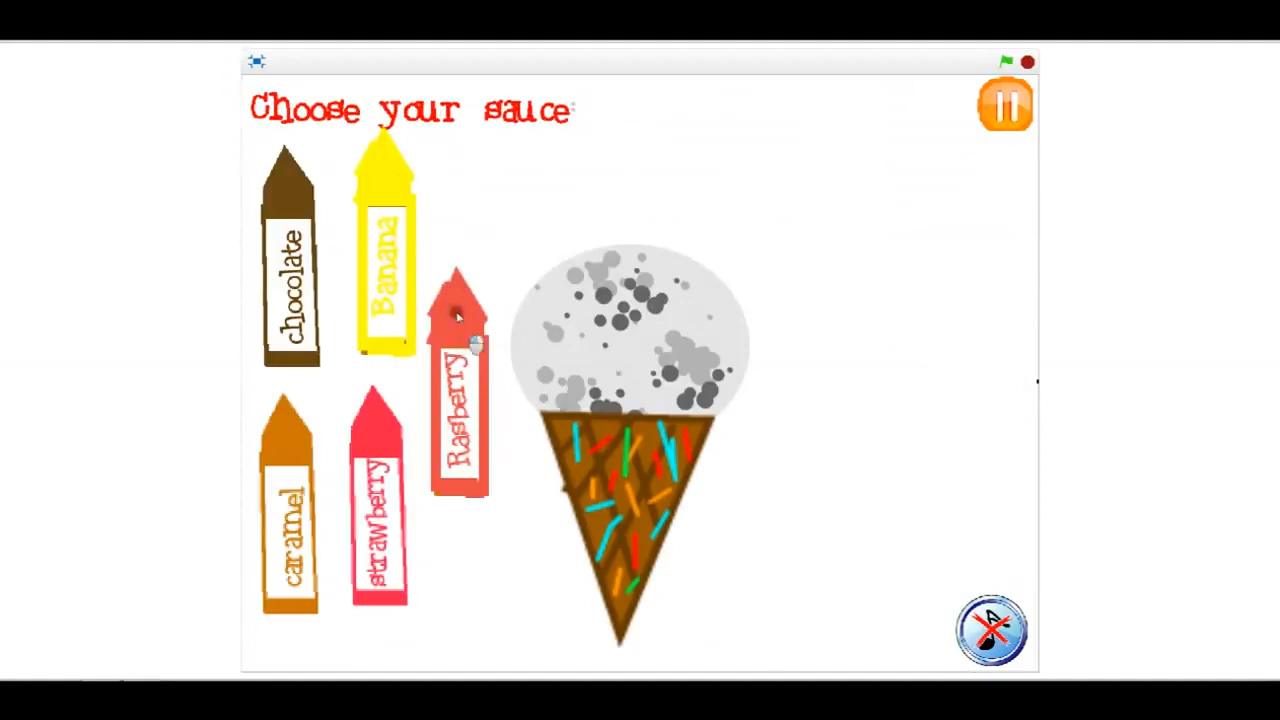 Choose your sauce:
chocolate
Banana
Rasberry
caramel
strawberry